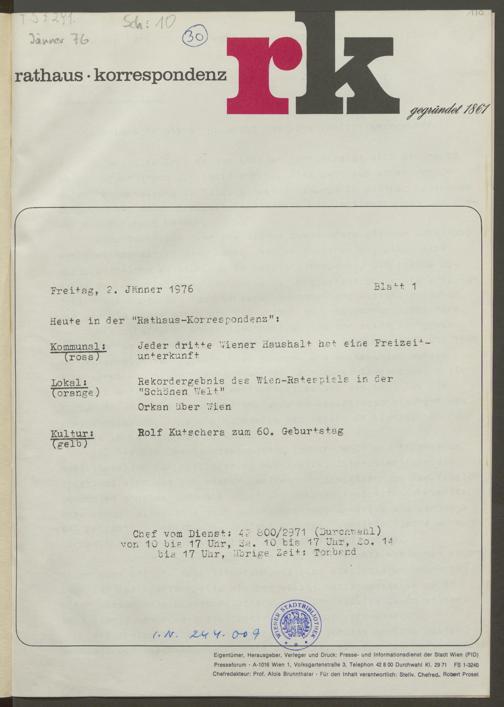 Sch: 10
Jänner 76
30
rathaus · korrespondenz
rk
gegründet 1861
Freitag, 2. Jänner 1976 Blatt 1
Heute in der "Rathaus-Korrespondenz":
Kommunal: Jeder dritte Wiener Haushalt hat eine Freizeit-
(rosa) unterkunft
Lokal: Rekordergebnis des Wien-Ratespiels in der
(orange) "Schönen Welt"
Orkan über Wien
Kultur: Rolf Kutschera zum 60. Geburtstag
(gelb)
Chef vom Dienst: 42 800/2971 (Durchwahl)
von 10 bis 17 Uhr, Sa. 10 bis 17 Uhr, So. 14
bis 17 Uhr, übrige Zeit: Tonband
I.N. 244.009
WIENER STADTBIBLIOTHEK
Eigentümer, Herausgeber, Verleger und Druck: Presse- und Informationsdienst der Stadt Wien (PID)
Presseforum - A-1016 Wien 1, Volksgartenstraße 3, Telephon 42 8 00 Durchwahl Kl. 29 71 FS 1-3240
Chefredakteur: Prof. Alois Brunnthaler - Für den Inhalt verantwortlich: Stellv. Chefred. Robert Prosel